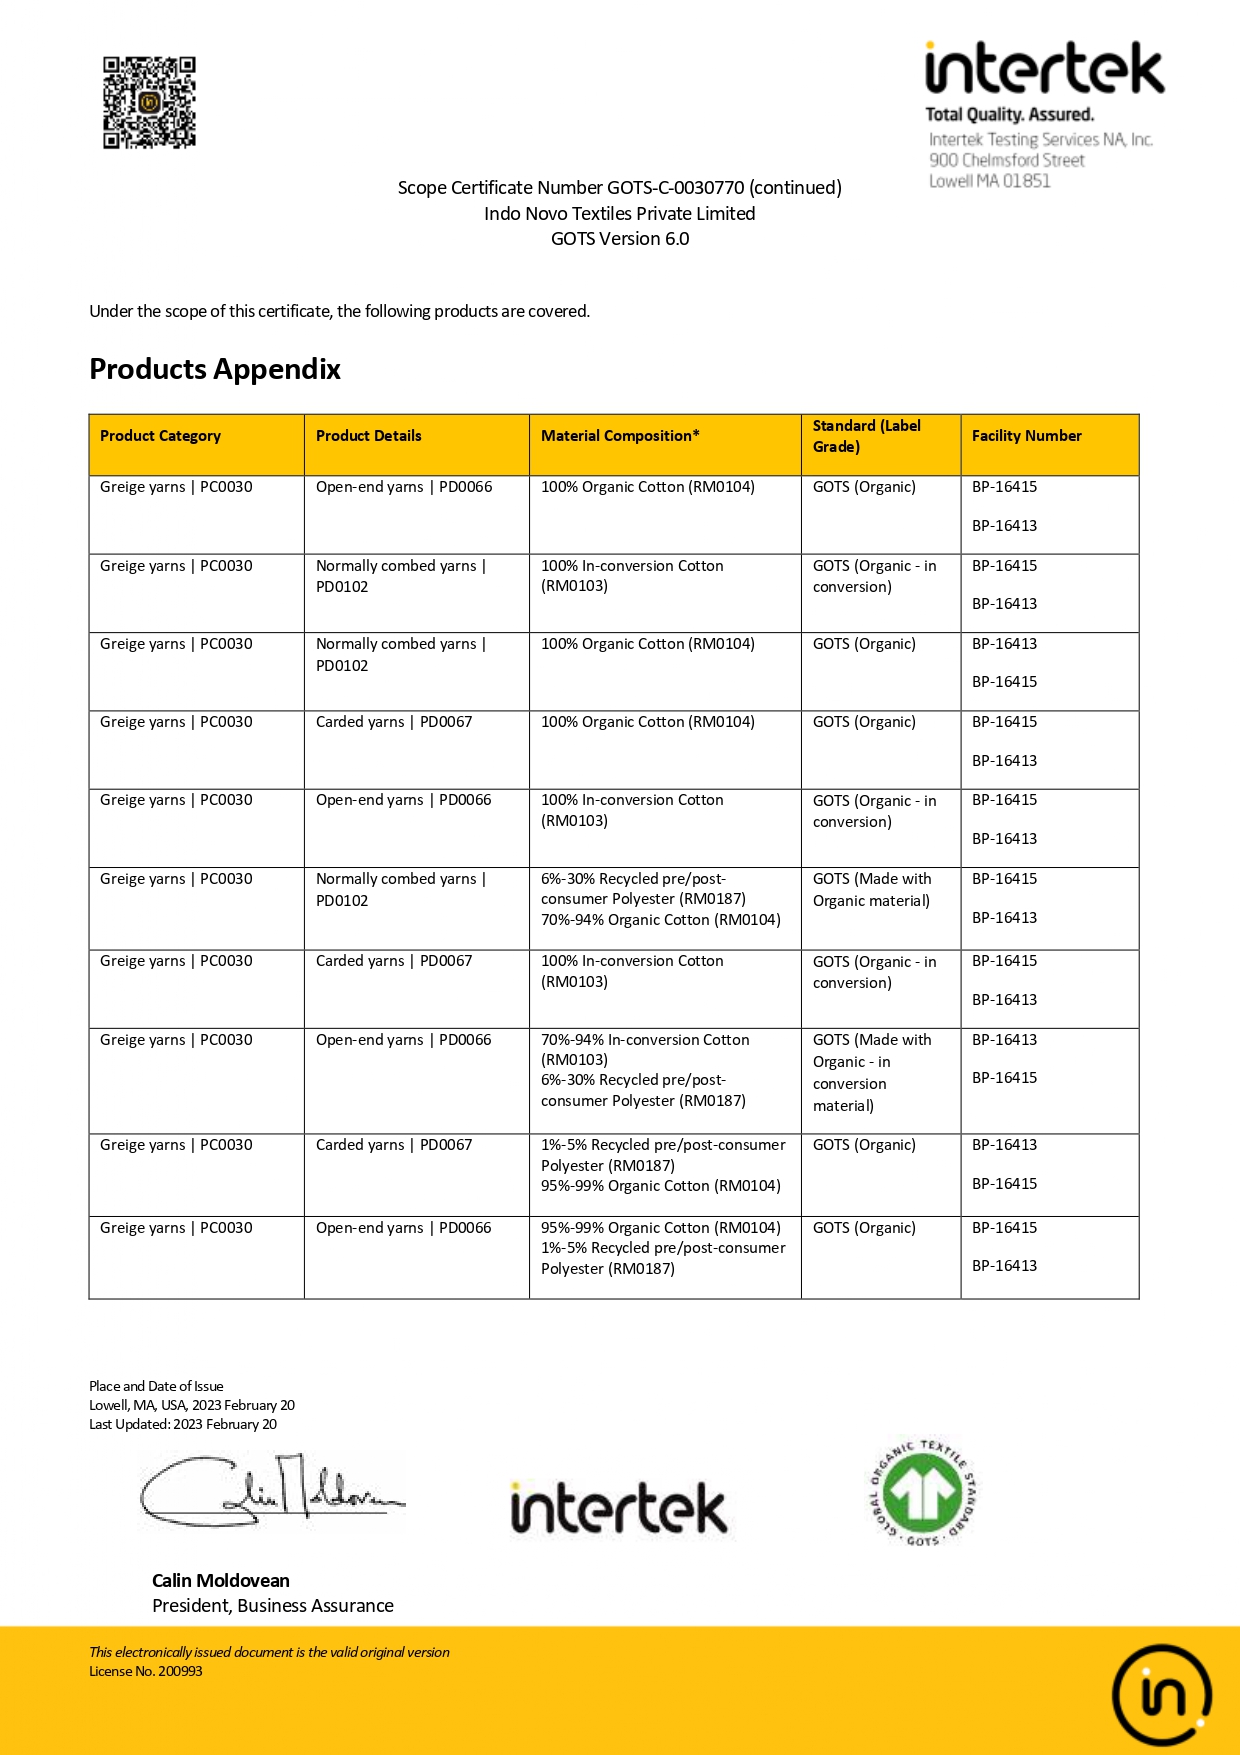 intertek
Total Quality. Assured.
Intertek Testing Services NA, Inc.
900 Chelmsford Street
Lowell MA 01851
Scope Certificate Number GOTS-C-0030770 (continued)
Indo Novo Textiles Private Limited
GOTS Version 6.0
Under the scope of this certificate, the following products are covered.
Products Appendix
Product Category Product Details Material Composition* Standard (Label
Grade) Facility Number
Greige yarns | PC0030 Open-end yarns | PD0066 100% Organic Cotton (RM0104) GOTS (Organic) BP-16415
BP-16413
Greige yarns | PC0030 Normally combed yarns | 100% In-conversion Cotton GOTS (Organic - in BP-16415
PD0102 (RM0103) conversion)
BP-16413
Greige yarns | PC0030 Normally combed yarns | 100% Organic Cotton (RM0104) GOTS (Organic) BP-16413
PD0102
BP-16415
Greige yarns | PC0030 Carded yarns | PD0067 100% Organic Cotton (RM0104) GOTS (Organic) BP-16415
BP-16413
Greige yarns | PC0030 Open-end yarns | PD0066 100% In-conversion Cotton GOTS (Organic - in BP-16415
(RM0103) conversion)
BP-16413
Greige yarns | PC0030 Normally combed yarns | 6%-30% Recycled pre/post- GOTS (Made with BP-16415
PD0102 consumer Polyester (RM0187) Organic material)
70%-94% Organic Cotton (RM0104) BP-16413
Greige yarns | PC0030 Carded yarns | PD0067 100% In-conversion Cotton GOTS (Organic - in BP-16415
(RM0103) conversion)
BP-16413
Greige yarns | PC0030 Open-end yarns | PD0066 70%-94% In-conversion Cotton GOTS (Made with BP-16413
(RM0103) Organic - in
6%-30% Recycled pre/post- conversion BP-16415
consumer Polyester (RM0187) material)
Greige yarns | PC0030 Carded yarns | PD0067 1%-5% Recycled pre/post-consumer GOTS (Organic) BP-16413
Polyester (RM0187)
95%-99% Organic Cotton (RM0104) BP-16415
Greige yarns | PC0030 Open-end yarns | PD0066 95%-99% Organic Cotton (RM0104) GOTS (Organic) BP-16415
1%-5% Recycled pre/post-consumer
Polyester (RM0187) BP-16413
Place and Date of Issue
Lowell, MA, USA, 2023 February 20
Last Updated: 2023 February 20
Calin Moldovean
intertek
GLOBAL ORGANIC TEXTILE STANDARD · GOTS ·
Calin Moldovean
President, Business Assurance
This electronically issued document is the valid original version
License No. 200993
in